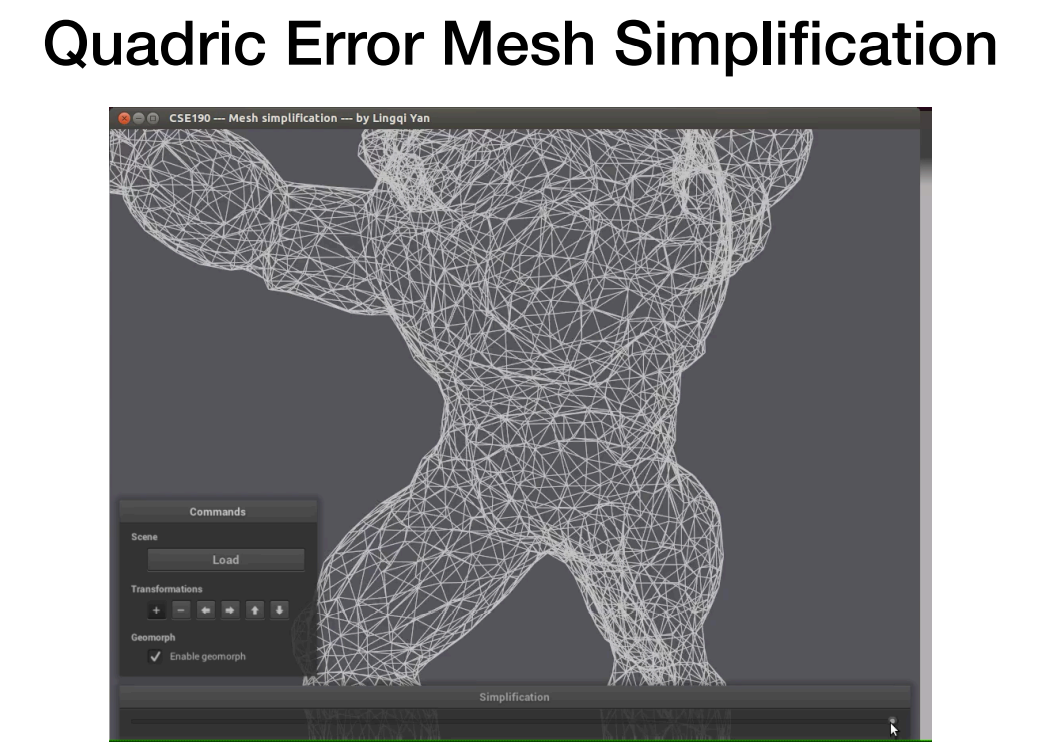 Quadric Error Mesh Simplification
CSE190 --- Mesh simplification --- by Lingqi Yan
Commands
Scene
Load
Transformations
Geomorph
Enable geomorph
Simplification